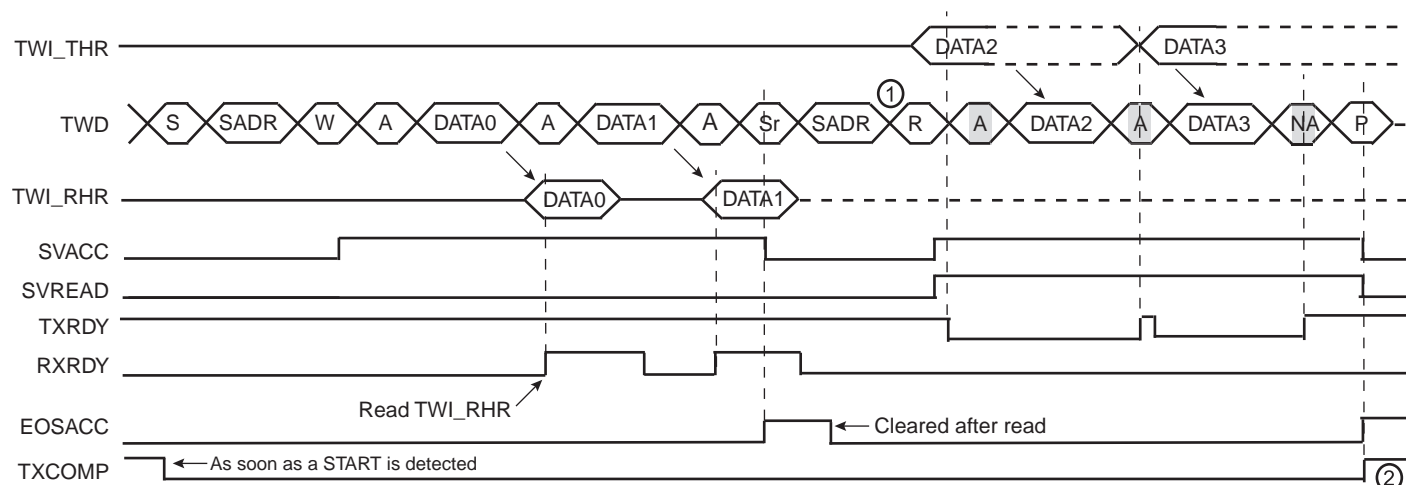 TWI_THR DATA2 DATA3
1
TWD S SADR W A DATA0 A DATA1 A Sr SADR R A DATA2 A DATA3 NA P
TWI_RHR DATA0 DATA1
SVACC
SVREAD
TXRDY
RXRDY
Read TWI_RHR
EOSACC Cleared after read
TXCOMP As soon as a START is detected 2